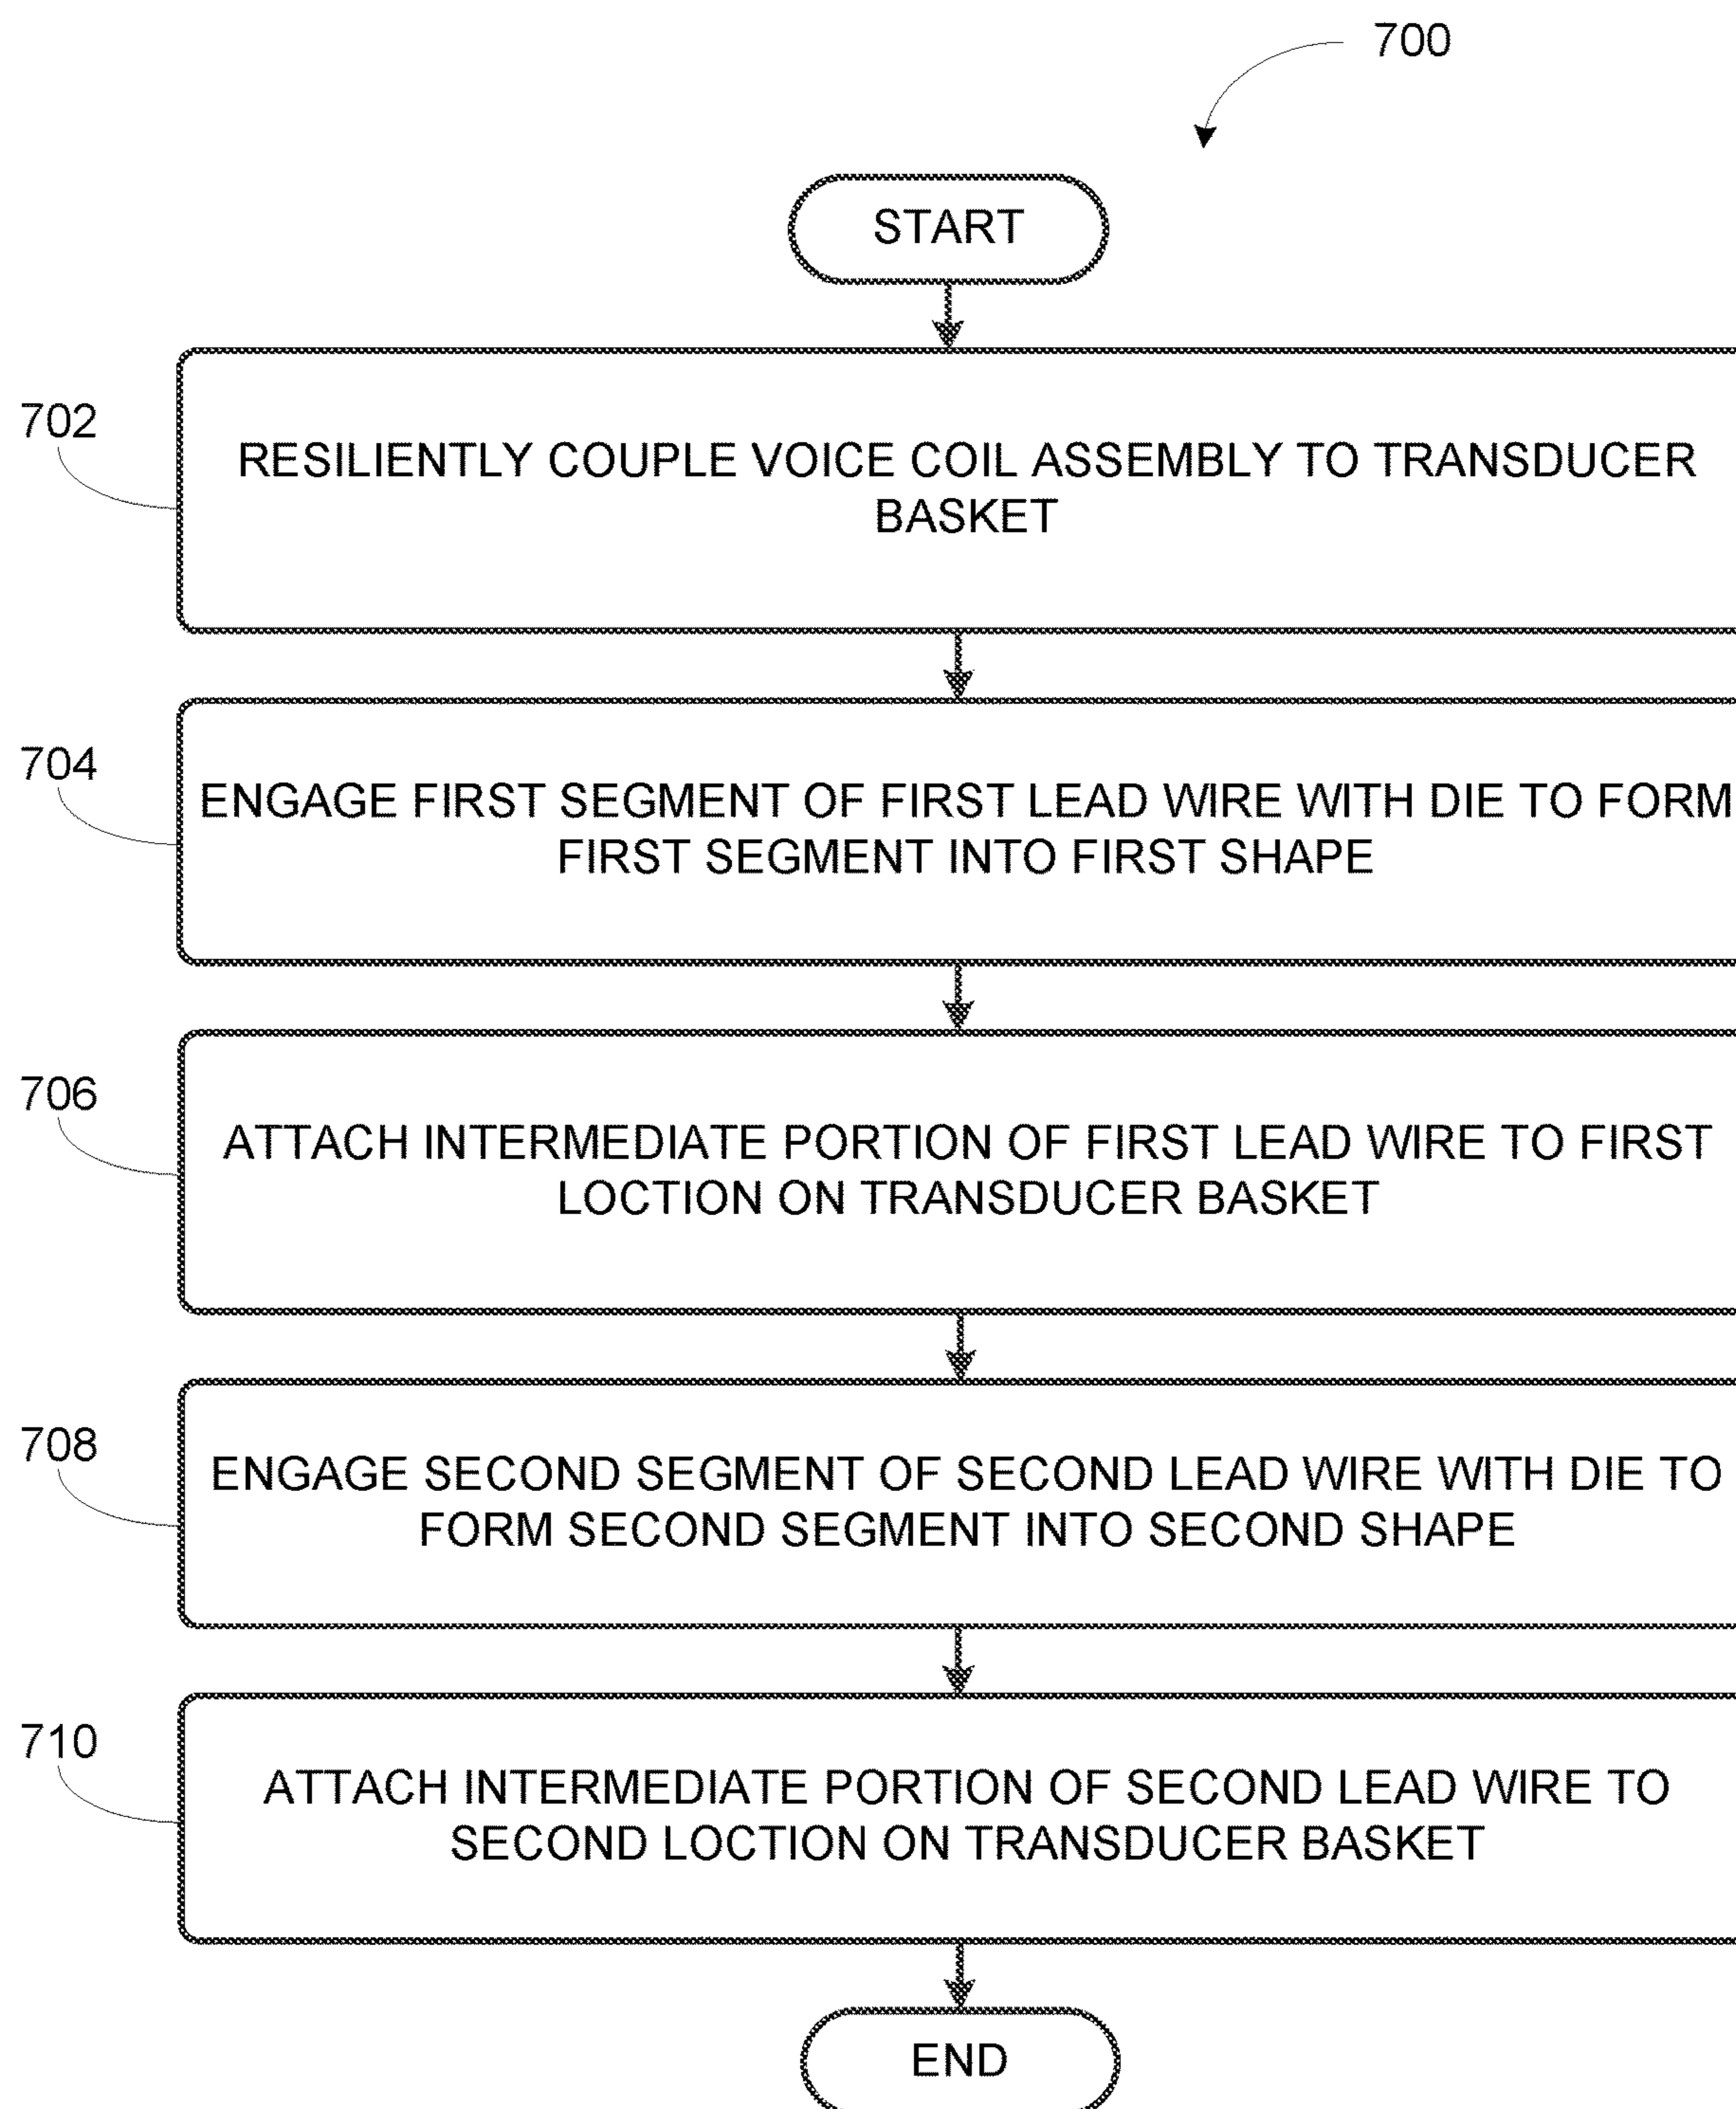 700
START
702
RESILIENTLY COUPLE VOICE COIL ASSEMBLY TO TRANSDUCER
BASKET
704
ENGAGE FIRST SEGMENT OF FIRST LEAD WIRE WITH DIE TO FORM
FIRST SEGMENT INTO FIRST SHAPE
706
ATTACH INTERMEDIATE PORTION OF FIRST LEAD WIRE TO FIRST
LOCTION ON TRANSDUCER BASKET
708
ENGAGE SECOND SEGMENT OF SECOND LEAD WIRE WITH DIE TO
FORM SECOND SEGMENT INTO SECOND SHAPE
710
ATTACH INTERMEDIATE PORTION OF SECOND LEAD WIRE TO
SECOND LOCTION ON TRANSDUCER BASKET
END